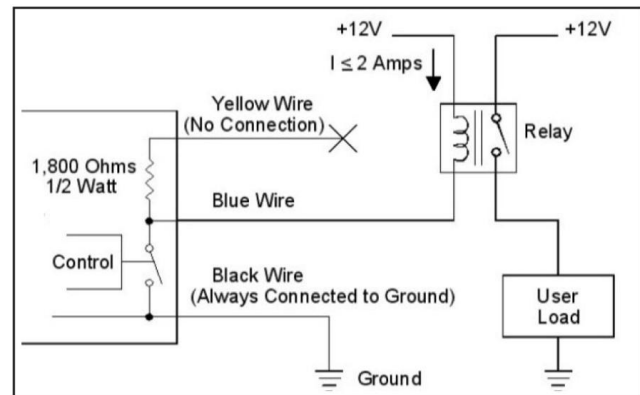 +12V
+12V
I ≤ 2 Amps
Yellow Wire
(No Connection)
Relay
1,800 Ohms
1/2 Watt
Blue Wire
Control
Black Wire
(Always Connected to Ground)
User
Load
Ground